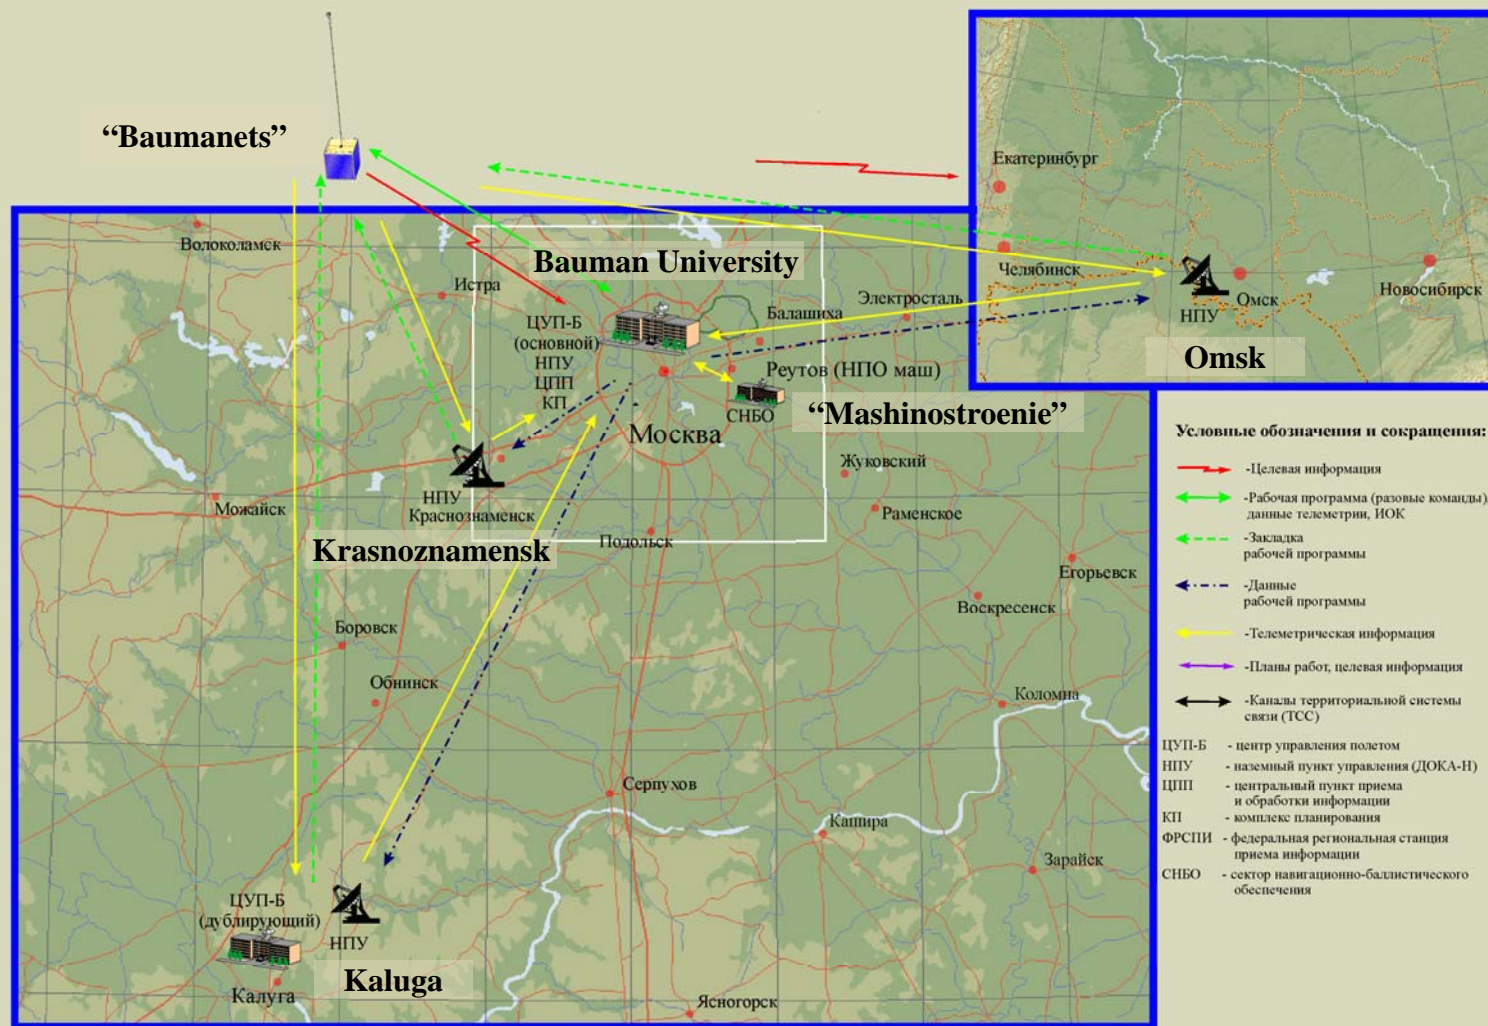 “Baumanets”
Екатеринбург
Челябинск
Омск
НПУ
Новосибирск
Omsk
Волоколамск
Истра
Bauman University
ЦУП-Б
(основной)
НПУ
ЦПП
КП
Балашиха
Электросталь
Реутов (НПО маш)
СНБО
“Mashinostroenie”
Москва
Жуковский
Раменское
Можайск
НПУ
Краснознаменск
Krasnoznamensk
Подольск
Егорьевск
Воскресенск
Боровск
Обнинск
Коломна
Серпухов
Кашира
Зарайск
ЦУП-Б
(дублирующий)
НПУ
Калуга
Kaluga
Ясногорск
Условные обозначения и сокращения:
-Целевая информация
-Рабочая программа (разовые команды),
данные телеметрии, ИОК
-Закладка
рабочей программы
-Данные
рабочей программы
-Телеметрическая информация
-Планы работ, целевая информация
-Каналы территориальной системы
связи (ТСС)
ЦУП-Б - центр управления полетом
НПУ - наземный пункт управления (ДОКА-Н)
ЦПП - центральный пункт приема
и обработки информации
КП - комплекс планирования
ФРСПИ - федеральная региональная станция
приема информации
СНБО - сектор навигационно-баллистического
обеспечения